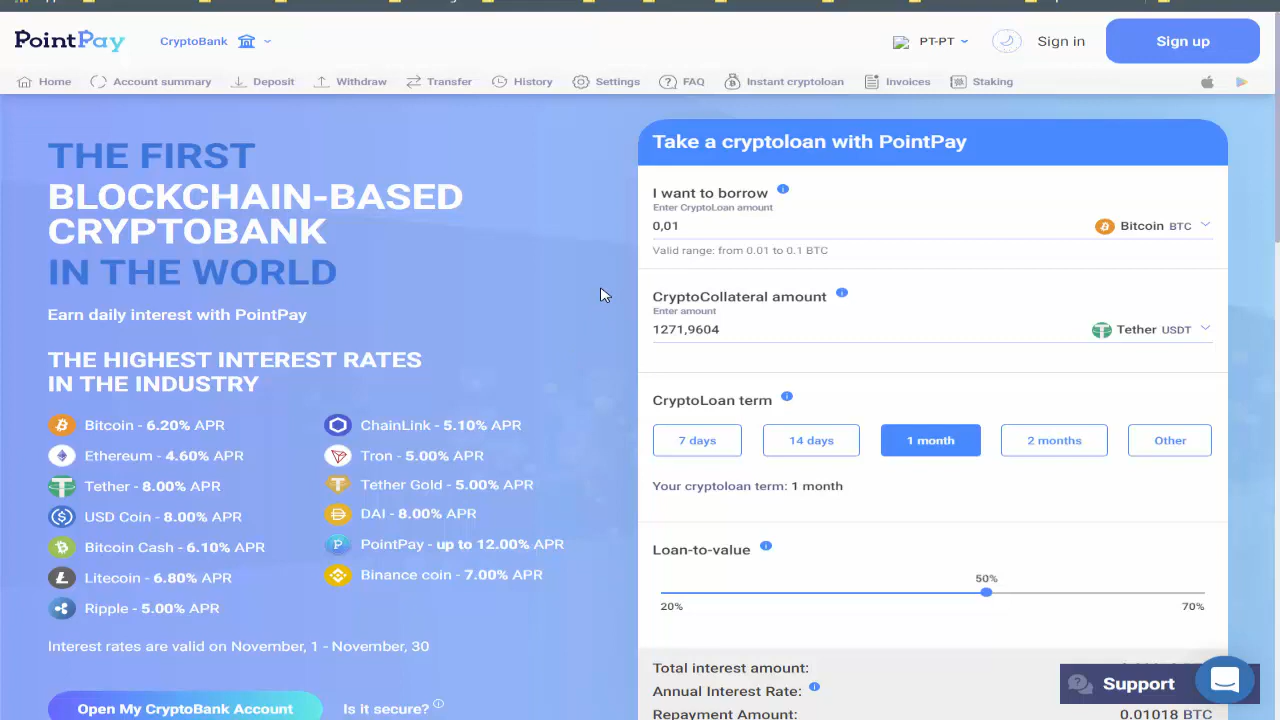 PointPay
CryptoBank
PT-PT
Sign in
Sign up
Home
Account summary
Deposit
Withdraw
Transfer
History
Settings
FAQ
Instant cryptoloan
Invoices
Staking
THE FIRST
BLOCKCHAIN-BASED
CRYPTOBANK
IN THE WORLD
Earn daily interest with PointPay
THE HIGHEST INTEREST RATES
IN THE INDUSTRY
Bitcoin - 6.20% APR
Ethereum - 4.60% APR
Tether - 8.00% APR
USD Coin - 8.00% APR
Bitcoin Cash - 6.10% APR
Litecoin - 6.80% APR
Ripple - 5.00% APR
ChainLink - 5.10% APR
Tron - 5.00% APR
Tether Gold - 5.00% APR
DAI - 8.00% APR
PointPay - up to 12.00% APR
Binance coin - 7.00% APR
Interest rates are valid on November, 1 - November, 30
Open My CryptoBank Account
Is it secure?
Take a cryptoloan with PointPay
I want to borrow
Enter CryptoLoan amount
0,01
Bitcoin BTC
Valid range: from 0.01 to 0.1 BTC
CryptoCollateral amount
Enter amount
1271,9604
Tether USDT
CryptoLoan term
7 days
14 days
1 month
2 months
Other
Your cryptoloan term: 1 month
Loan-to-value
50%
20%
70%
Total interest amount:
Annual Interest Rate:
Repayment Amount:
0.01018 BTC
Support